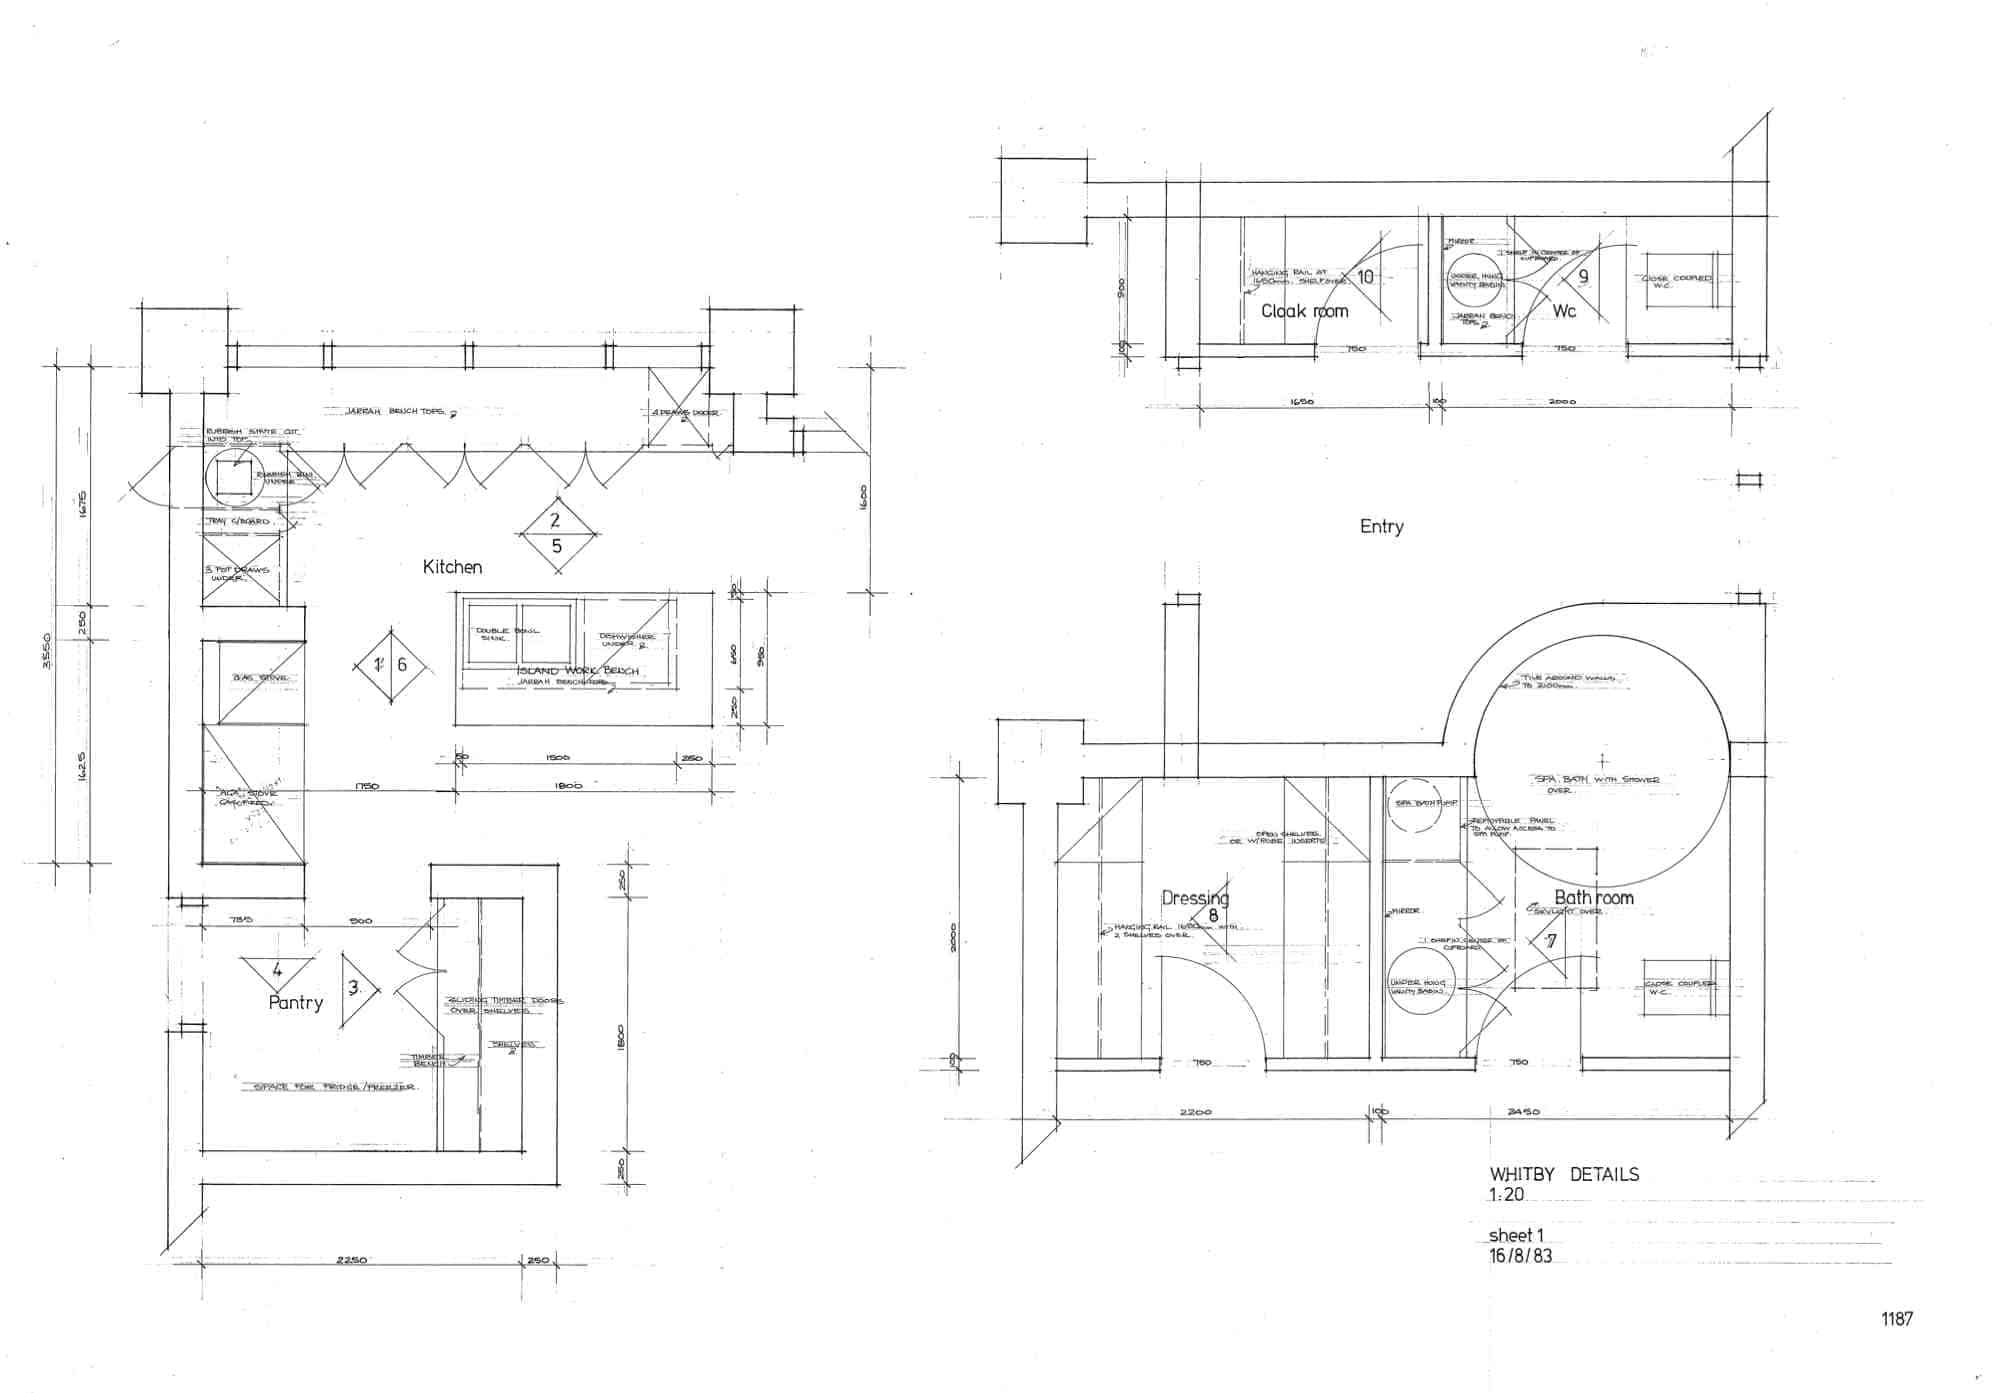 JARRAH BENCH TOPS.
4 DRAWS UNDER.
RUBBISH SHUTE CUT
INTO TOP.
RUBBISH BIN
UNDER.
TRAY C/BOARD.
3 POT DRAWS
UNDER.
Kitchen
2
5
1
6
DOUBLE BOWL
SINK.
DISHWASHER
UNDER.
ISLAND WORK BENCH
JARRAH BENCHTOPS.
GAS STOVE.
AGA STOVE
1675
250
3550
1625
1600
50
650
950
250
50
1500
250
1750
1800
785
900
250
4
3.
Pantry
SLIDING TIMBER DOORS
OVER SHELVES
SHELVES
TIMBER
BENCH
SPACE FOR FRIDGE/FREEZER.
1800
250
2250
250
900
100
HANGING RAIL AT
1650mm. SHELF OVER.
10
Cloak room
MIRROR
1 SHELF IN CENTER OF
CUPBOARD.
UNDER HUNG
VANITY BASIN.
JARRAH BENCH
TOPS
9
Wc
CLOSE COUPLED
W.C.
750
750
1650
100
2000
Entry
TILE AROUND WALLS
TO 2100mm.
SPA BATH WITH SHOWER
OVER.
SPA BATH PUMP.
REMOVABLE PANEL
TO ALLOW ACCESS TO
SPA PUMP.
OPEN SHELVES
OR W/ROBE INSERTS
Dressing
8
HANGING RAIL 1650mm WITH
2 SHELVES OVER.
MIRROR.
Bath room
SKYLIGHT OVER.
7
1 SHELF IN CENTER OF
CUPBOARD.
UNDER HUNG
VANITY BASIN.
CLOSE COUPLED
W.C.
2000
100
750
750
2200
100
2450
WHITBY DETAILS
1:20
sheet 1
16/8/83
1187